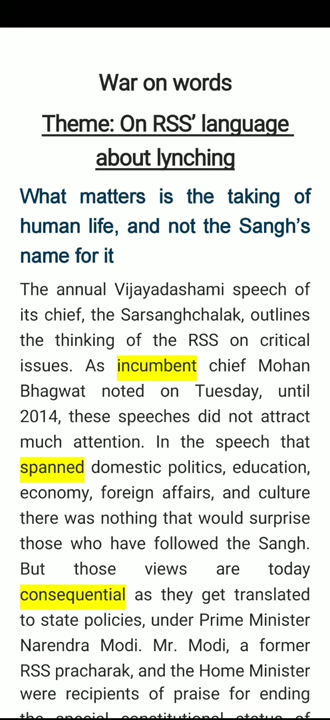 War on words
Theme: On RSS’ language
about lynching
What matters is the taking of
human life, and not the Sangh’s
name for it
The annual Vijayadashami speech of
its chief, the Sarsanghchalak, outlines
the thinking of the RSS on critical
issues. As incumbent chief Mohan
Bhagwat noted on Tuesday, until
2014, these speeches did not attract
much attention. In the speech that
spanned domestic politics, education,
economy, foreign affairs, and culture
there was nothing that would surprise
those who have followed the Sangh.
But those views are today
consequential as they get translated
to state policies, under Prime Minister
Narendra Modi. Mr. Modi, a former
RSS pracharak, and the Home Minister
were recipients of praise for ending
the special constitutional status of